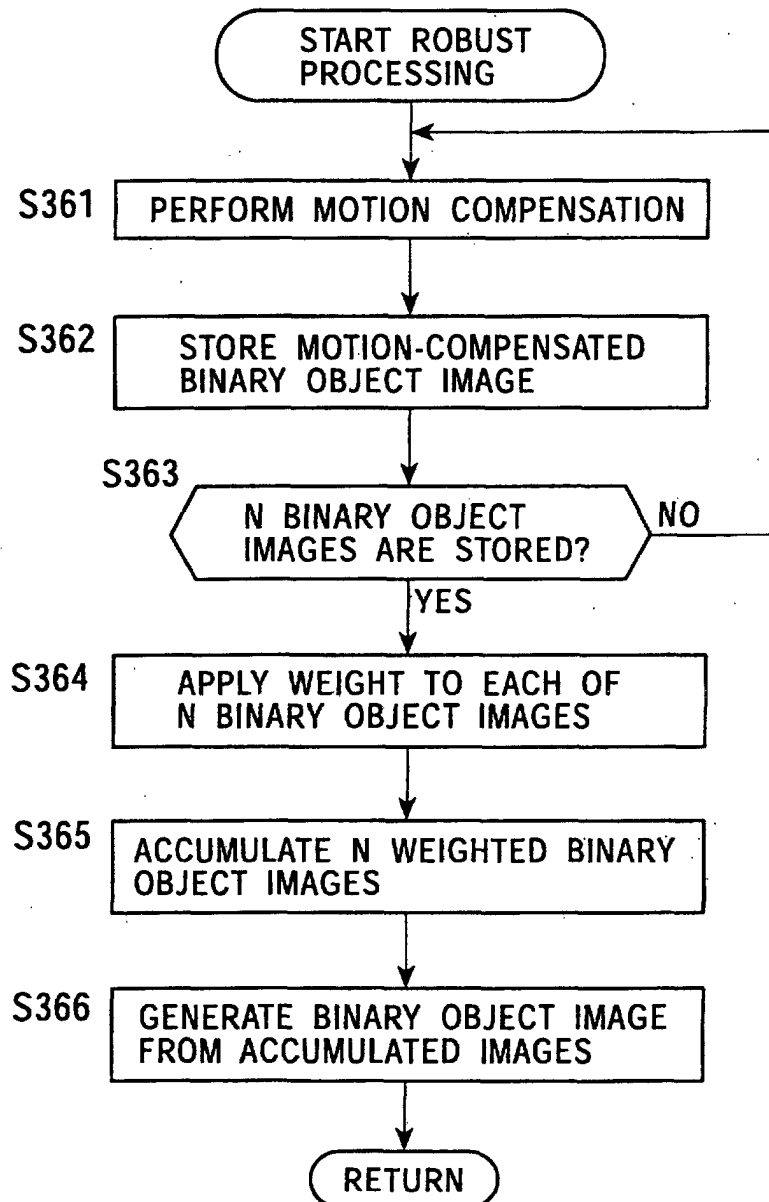 START ROBUST
PROCESSING
S361
PERFORM MOTION COMPENSATION
S362
STORE MOTION-COMPENSATED
BINARY OBJECT IMAGE
S363
N BINARY OBJECT
IMAGES ARE STORED?
NO
YES
S364
APPLY WEIGHT TO EACH OF
N BINARY OBJECT IMAGES
S365
ACCUMULATE N WEIGHTED BINARY
OBJECT IMAGES
S366
GENERATE BINARY OBJECT IMAGE
FROM ACCUMULATED IMAGES
RETURN